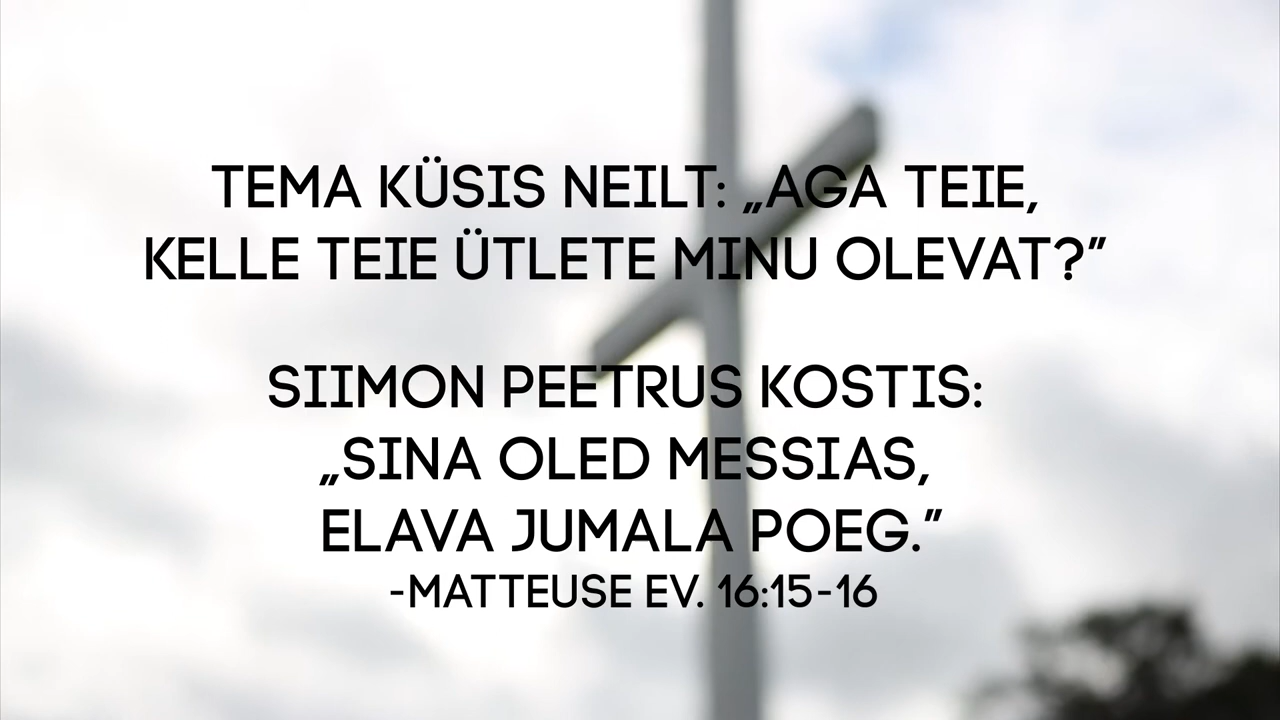 TEMA KÜSIS NEILT: „AGA TEIE,
KELLE TEIE ÜTLETE MINU OLEVAT?”
SIIMON PEETRUS KOSTIS:
„SINA OLED MESSIAS,
ELAVA JUMALA POEG.”
-MATTEUSE EV. 16:15-16